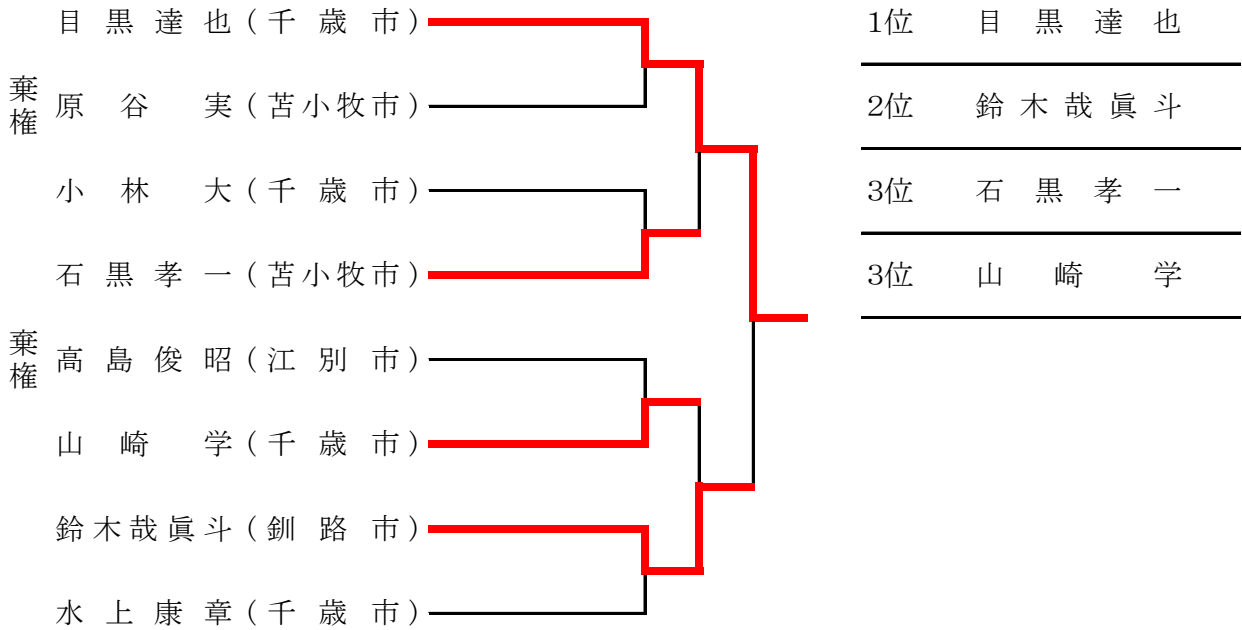 目黒達也(千歳市)
棄権 原谷実(苫小牧市)
小林大(千歳市)
石黒孝一(苫小牧市)
棄権 高島俊昭(江別市)
山崎学(千歳市)
鈴木哉眞斗(釧路市)
水上康章(千歳市)
1位 目黒達也
2位 鈴木哉眞斗
3位 石黒孝一
3位 山崎学